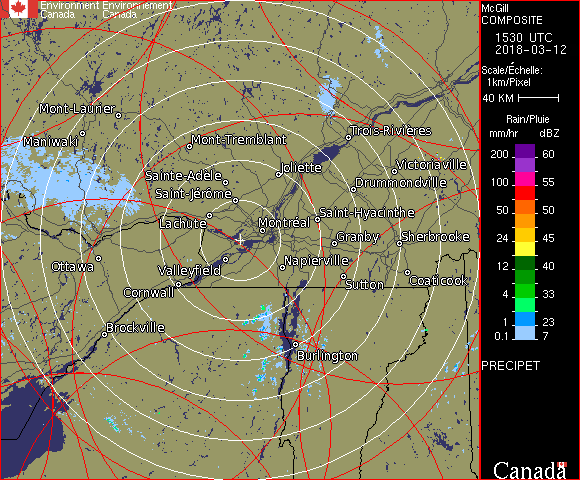 Environment Environnement
Canada Canada
McGill
COMPOSITE
1530 UTC
2018-03-12
Scale/Échelle:
1km/Pixel
40 KM
Rain/Pluie
mm/hr dBZ
200 60
100 55
50 50
24 45
12 40
4 33
1 23
0.1 7
PRECIPET
Mont-Laurier
Maniwaki
Mont-Tremblant
Trois-Rivières
Sainte-Adèle
Joliette
Victoriaville
Saint-Jérôme
Drummondville
Lachute
Montréal
Saint-Hyacinthe
Granby
Sherbrooke
Ottawa
Valleyfield
Napierville
Cornwall
Sutton
Coaticook
Brockville
Burlington
Canada